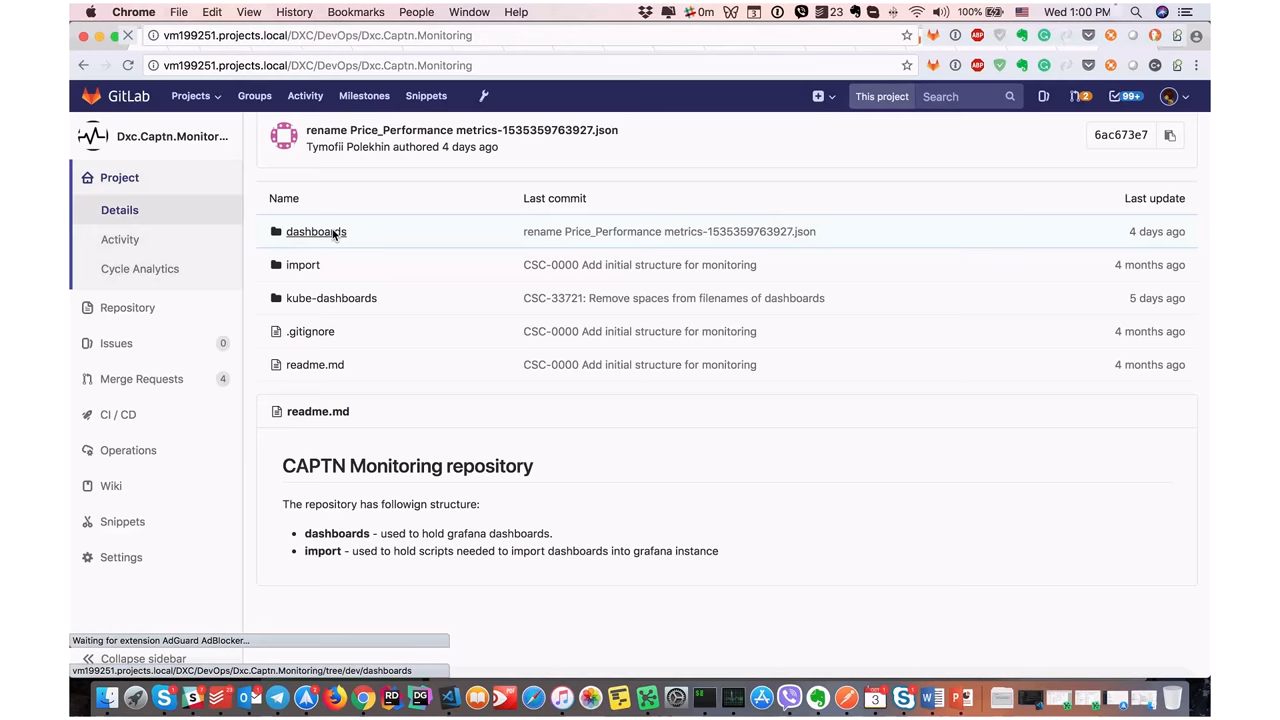 Chrome File Edit View History Bookmarks People Window Help 0m 3 23 100% Wed 1:00 PM
vm199251.projects.local/DXC/DevOps/Dxc.Captn.Monitoring
vm199251.projects.local/DXC/DevOps/Dxc.Captn.Monitoring
GitLab Projects Groups Activity Milestones Snippets This project Search 2 99+
Dxc.Captn.Monitor...
rename Price_Performance metrics-1535359763927.json
Tymofii Polekhin authored 4 days ago
6ac673e7
Project
Details
Activity
Cycle Analytics
Repository
Issues 0
Merge Requests 4
CI / CD
Operations
Wiki
Snippets
Settings
Collapse sidebar
Name Last commit Last update
dashboards rename Price_Performance metrics-1535359763927.json 4 days ago
import CSC-0000 Add initial structure for monitoring 4 months ago
kube-dashboards CSC-33721: Remove spaces from filenames of dashboards 5 days ago
.gitignore CSC-0000 Add initial structure for monitoring 4 months ago
readme.md CSC-0000 Add initial structure for monitoring 4 months ago
readme.md
CAPTN Monitoring repository
The repository has followign structure:
• dashboards - used to hold grafana dashboards.
• import - used to hold scripts needed to import dashboards into grafana instance
Waiting for extension AdGuard AdBlocker...
vm199251.projects.local/DXC/DevOps/Dxc.Captn.Monitoring/tree/dev/dashboards